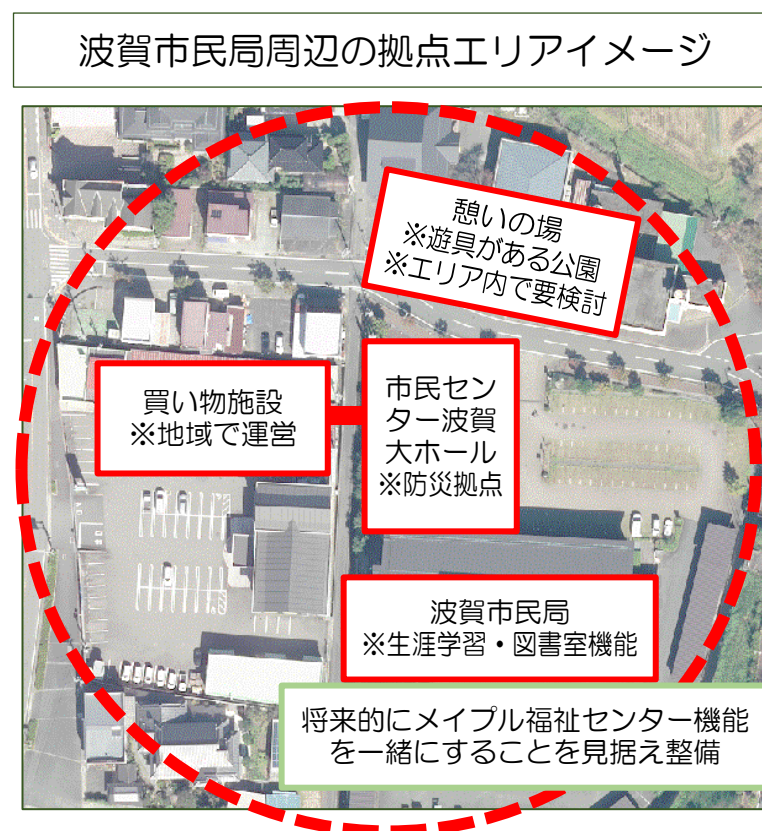 波賀市民局周辺の拠点エリアイメージ
憩いの場
※遊具がある公園
※エリア内で要検討
買い物施設
※地域で運営
市民セン
ター波賀
大ホール
※防災拠点
波賀市民局
※生涯学習・図書室機能
将来的にメイプル福祉センター機能
を一緒にすることを見据え整備